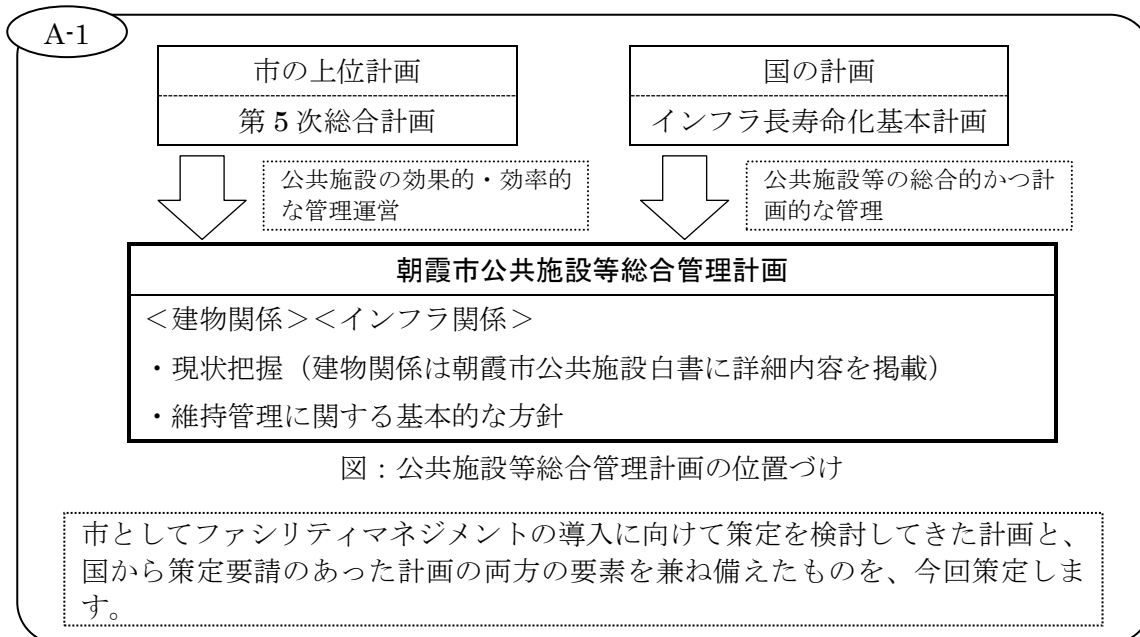 A-1
市の上位計画
第5次総合計画
国の計画
インフラ長寿命化基本計画
公共施設の効果的・効率的
な管理運営
公共施設等の総合的かつ計
画的な管理
朝霞市公共施設等総合管理計画
＜建物関係＞＜インフラ関係＞
・現状把握（建物関係は朝霞市公共施設白書に詳細内容を掲載）
・維持管理に関する基本的な方針
図：公共施設等総合管理計画の位置づけ
市としてファシリティマネジメントの導入に向けて策定を検討してきた計画と、
国から策定要請のあった計画の両方の要素を兼ね備えたものを、今回策定しま
す。